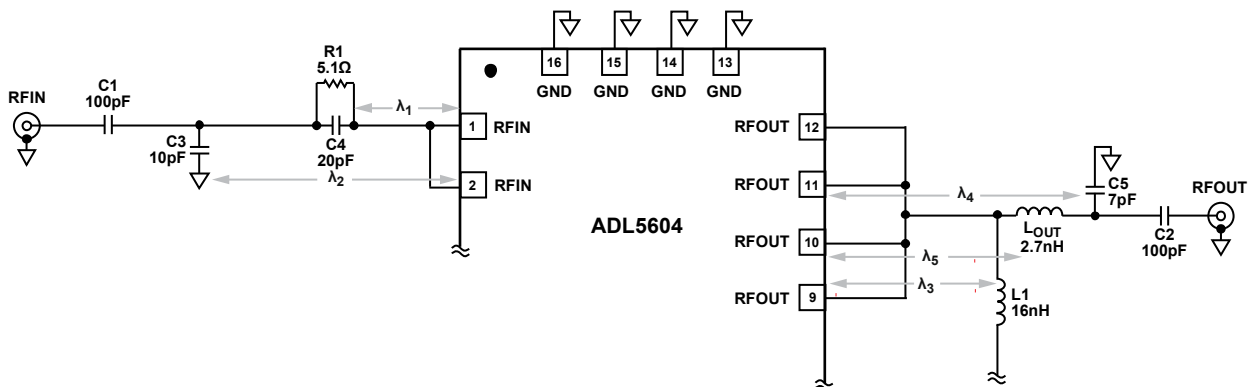 RFIN
C1
100pF
C3
10pF
R1
5.1Ω
C4
20pF
λ1
λ2
16
15
14
13
GND
GND
GND
GND
1
RFIN
2
RFIN
ADL5604
RFOUT
12
RFOUT
11
RFOUT
10
RFOUT
9
λ4
λ5
λ3
LOUT
2.7nH
L1
16nH
C5
7pF
C2
100pF
RFOUT